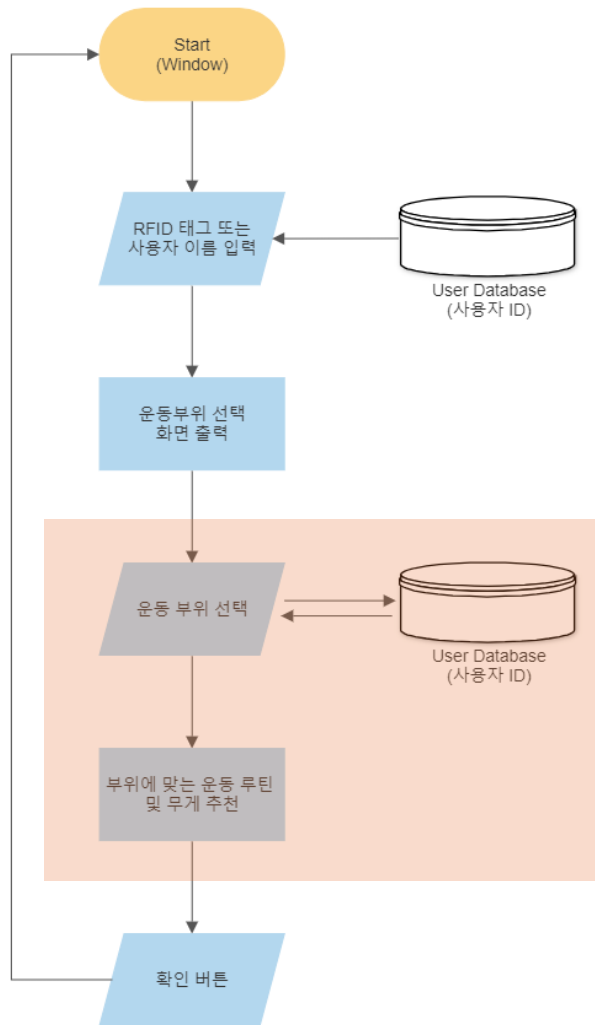 Start
(Window)
RFID 태그 또는
사용자 이름 입력
User Database
(사용자 ID)
운동부위 선택
화면 출력
운동 부위 선택
User Database
(사용자 ID)
부위에 맞는 운동 루틴
및 무게 추천
확인 버튼